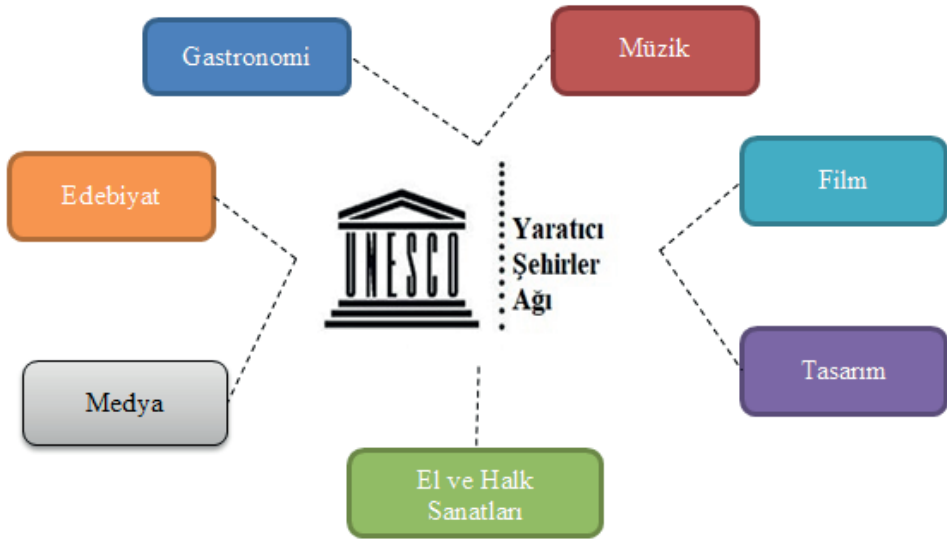 Gastronomi
Müzik
Edebiyat
Film
UNESCO
Yaratıcı
Şehirler
Ağı
Medya
Tasarım
El ve Halk
Sanatları